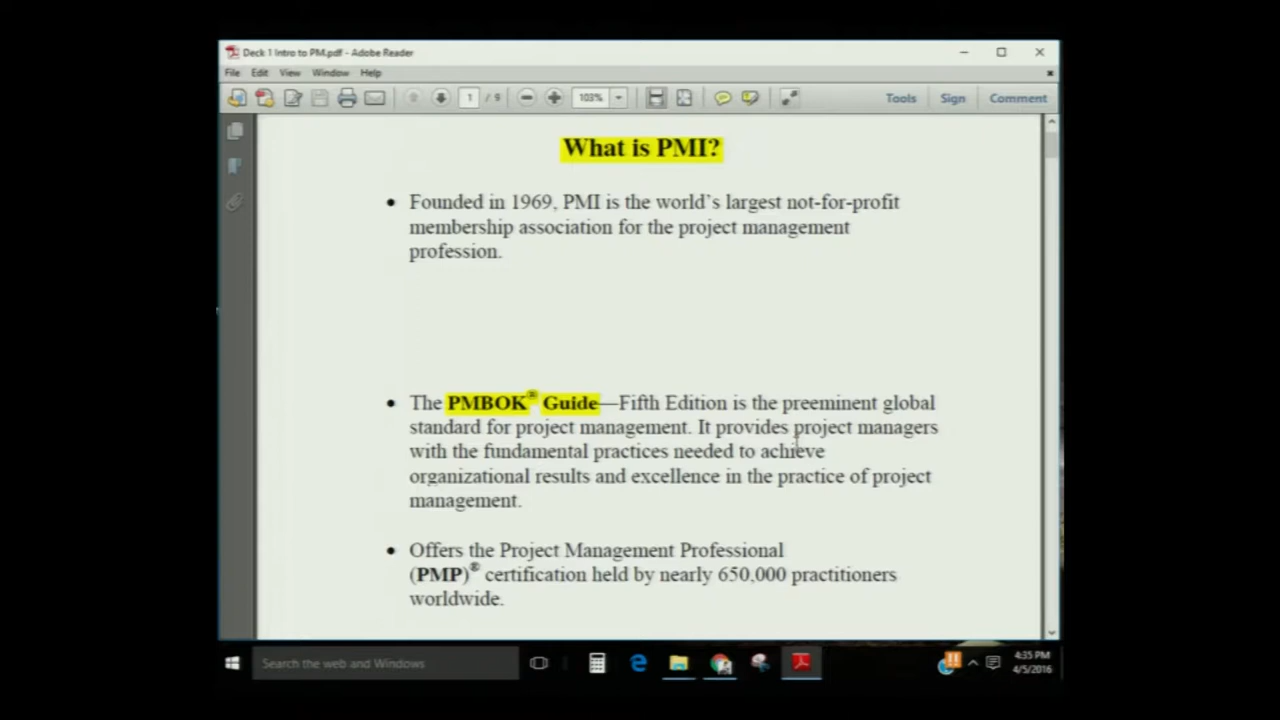 Deck 1 Intro to PM.pdf - Adobe Reader
File Edit View Window Help
1 / 9 103% Tools Sign Comment
What is PMI?
• Founded in 1969, PMI is the world's largest not-for-profit
membership association for the project management
profession.
• The PMBOK® Guide—Fifth Edition is the preeminent global
standard for project management. It provides project managers
with the fundamental practices needed to achieve
organizational results and excellence in the practice of project
management.
• Offers the Project Management Professional
(PMP)® certification held by nearly 650,000 practitioners
worldwide.
Search the web and Windows
4:35 PM
4/5/2016